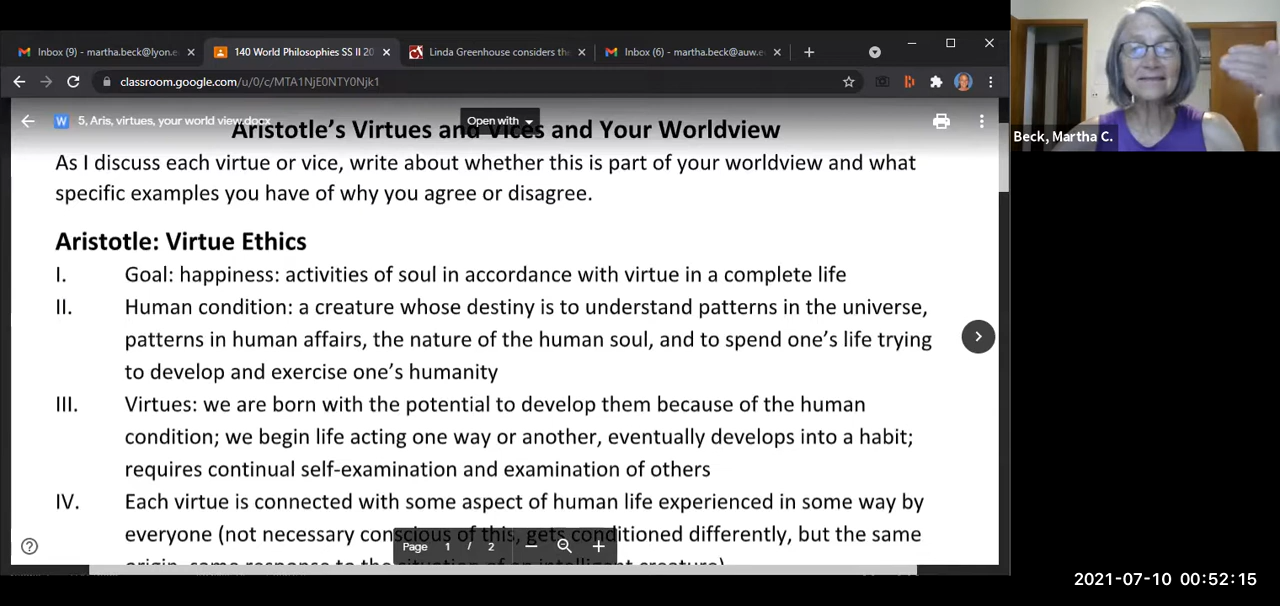 Inbox (9) - martha.beck@lyon.e
140 World Philosophies SS II 20
Linda Greenhouse considers the
Inbox (6) - martha.beck@auw.e
classroom.google.com/u/0/c/MTA1NjE0NTY0Njk1
5, Aris, virtues, your world view.docx
Open with
Beck, Martha C.
Aristotle's Virtues and Vices and Your Worldview
As I discuss each virtue or vice, write about whether this is part of your worldview and what
specific examples you have of why you agree or disagree.
Aristotle: Virtue Ethics
I. Goal: happiness: activities of soul in accordance with virtue in a complete life
II. Human condition: a creature whose destiny is to understand patterns in the universe,
patterns in human affairs, the nature of the human soul, and to spend one's life trying
to develop and exercise one's humanity
III. Virtues: we are born with the potential to develop them because of the human
condition; we begin life acting one way or another, eventually develops into a habit;
requires continual self-examination and examination of others
IV. Each virtue is connected with some aspect of human life experienced in some way by
everyone (not necessary conscious of this, gets conditioned differently, but the same
origin, same response to the situation of an intelligent creature)
Page 1 / 2
2021-07-10 00:52:15